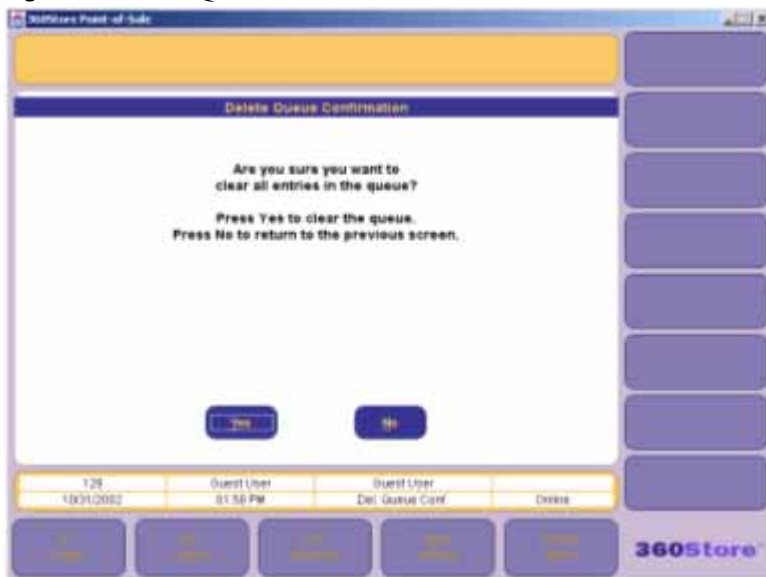 360Store Point-of-Sale
Delete Queue Confirmation
Are you sure you want to
clear all entries in the queue?
Press Yes to clear the queue.
Press No to return to the previous screen.
Yes No
129 Guest User Guest User
10/31/2002 01:58 PM Del. Queue Conf Online
360Store